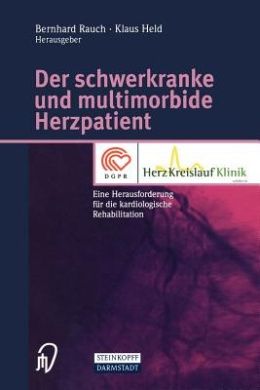 Bernhard Rauch · Klaus Held
Herausgeber
Der schwerkranke
und multimorbide
Herzpatient
DGPR
HerzKreislauf Klinik
Eine Herausforderung
für die kardiologische
Rehabilitation
STEINKOPFF
DARMSTADT